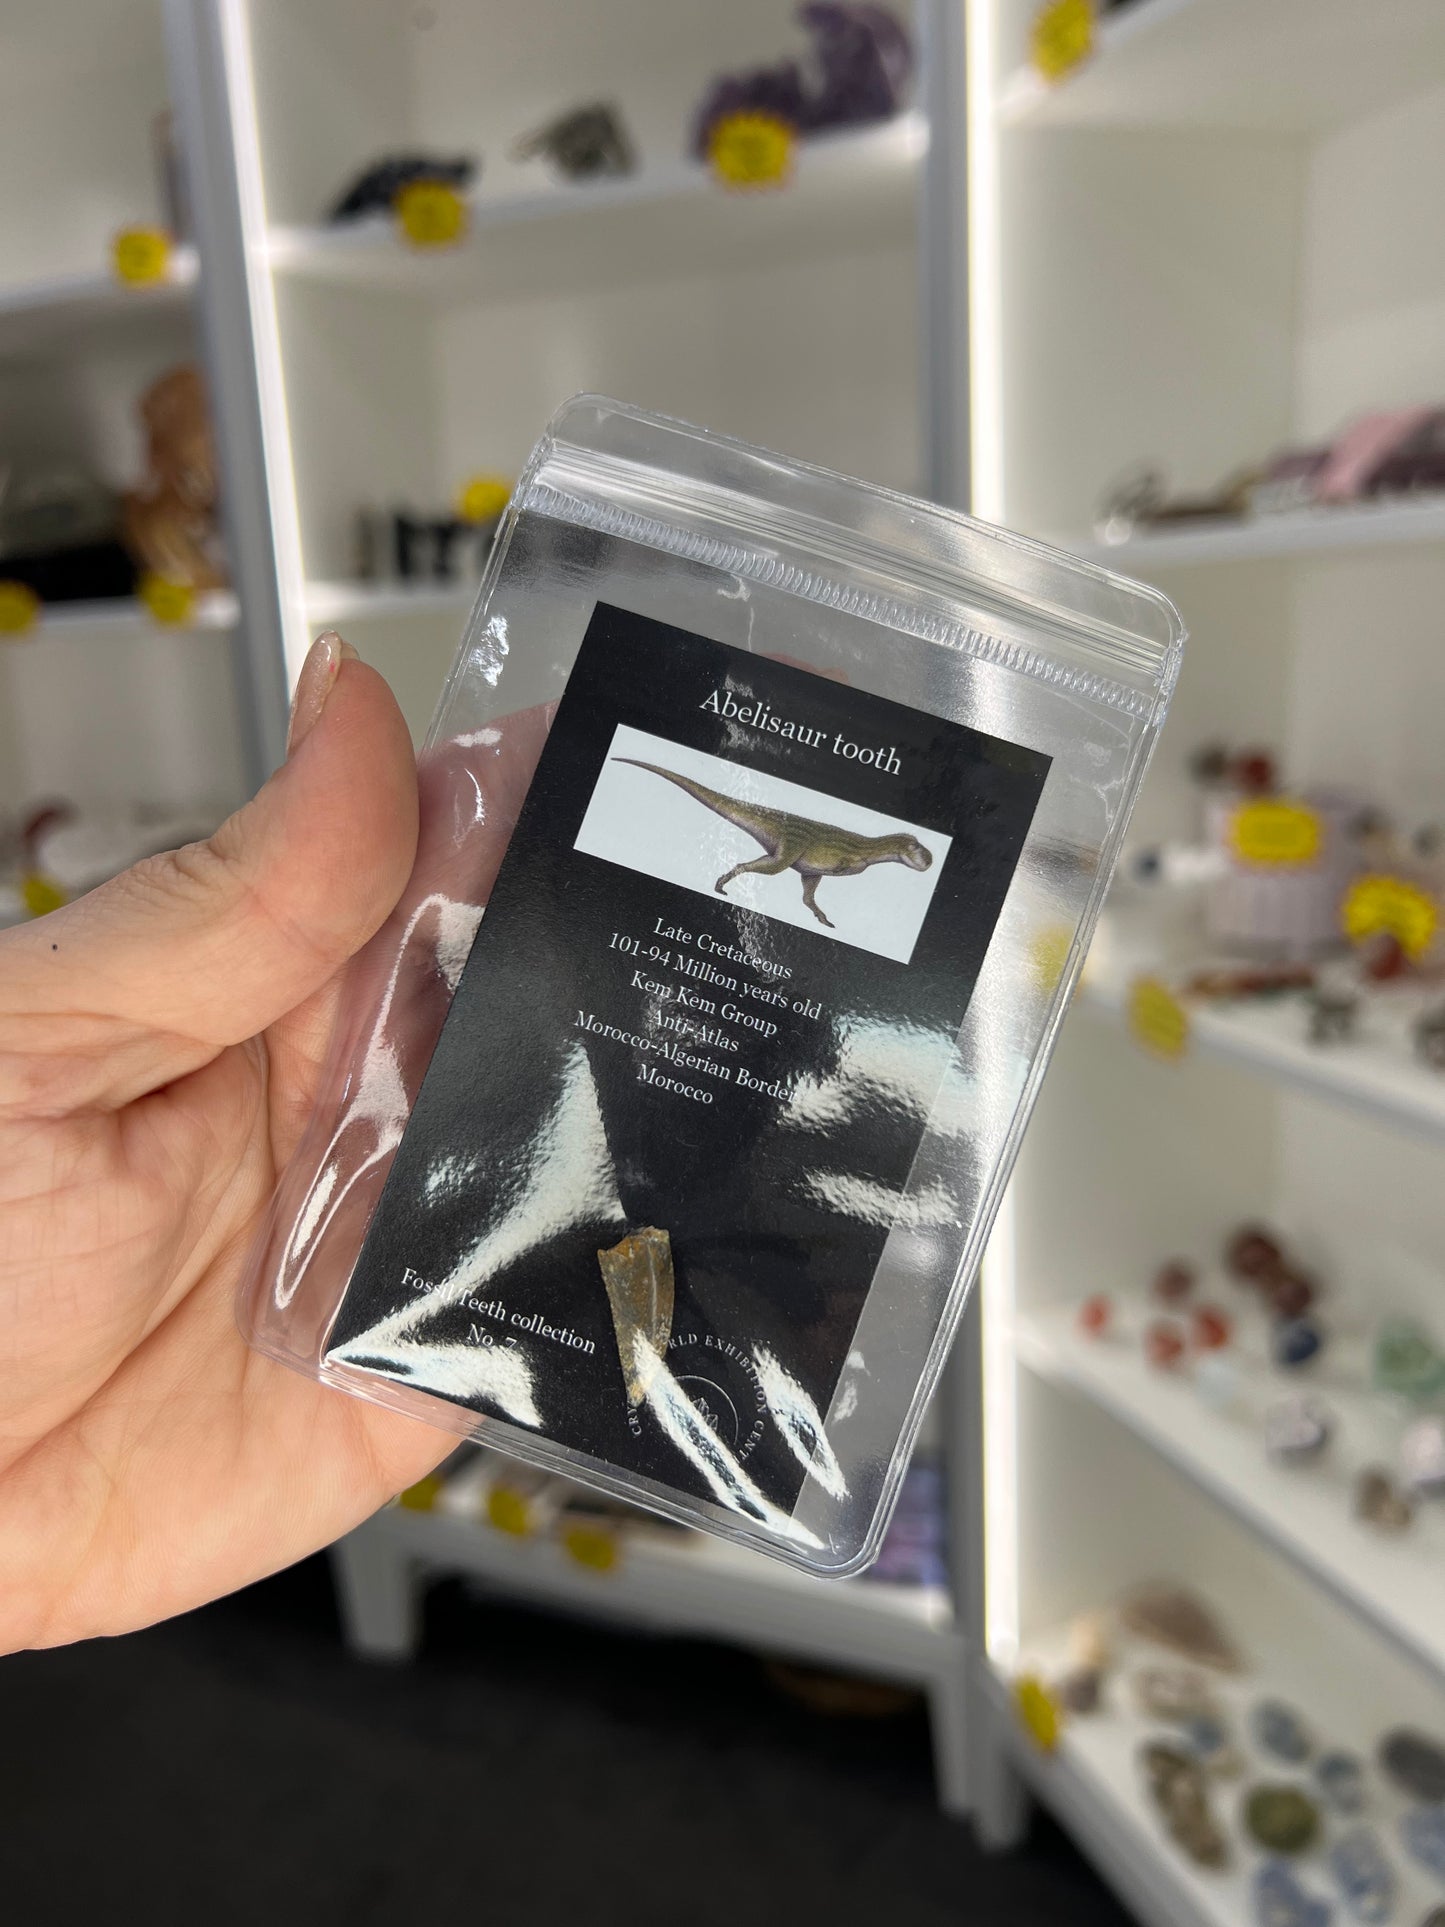 Abelisaur tooth
Late Cretaceous
101-94 Million years old
Kem Kem Group
Anti-Atlas
Morocco-Algerian Border
Morocco
Fossil Teeth collection
No. 7
EXHIBITION